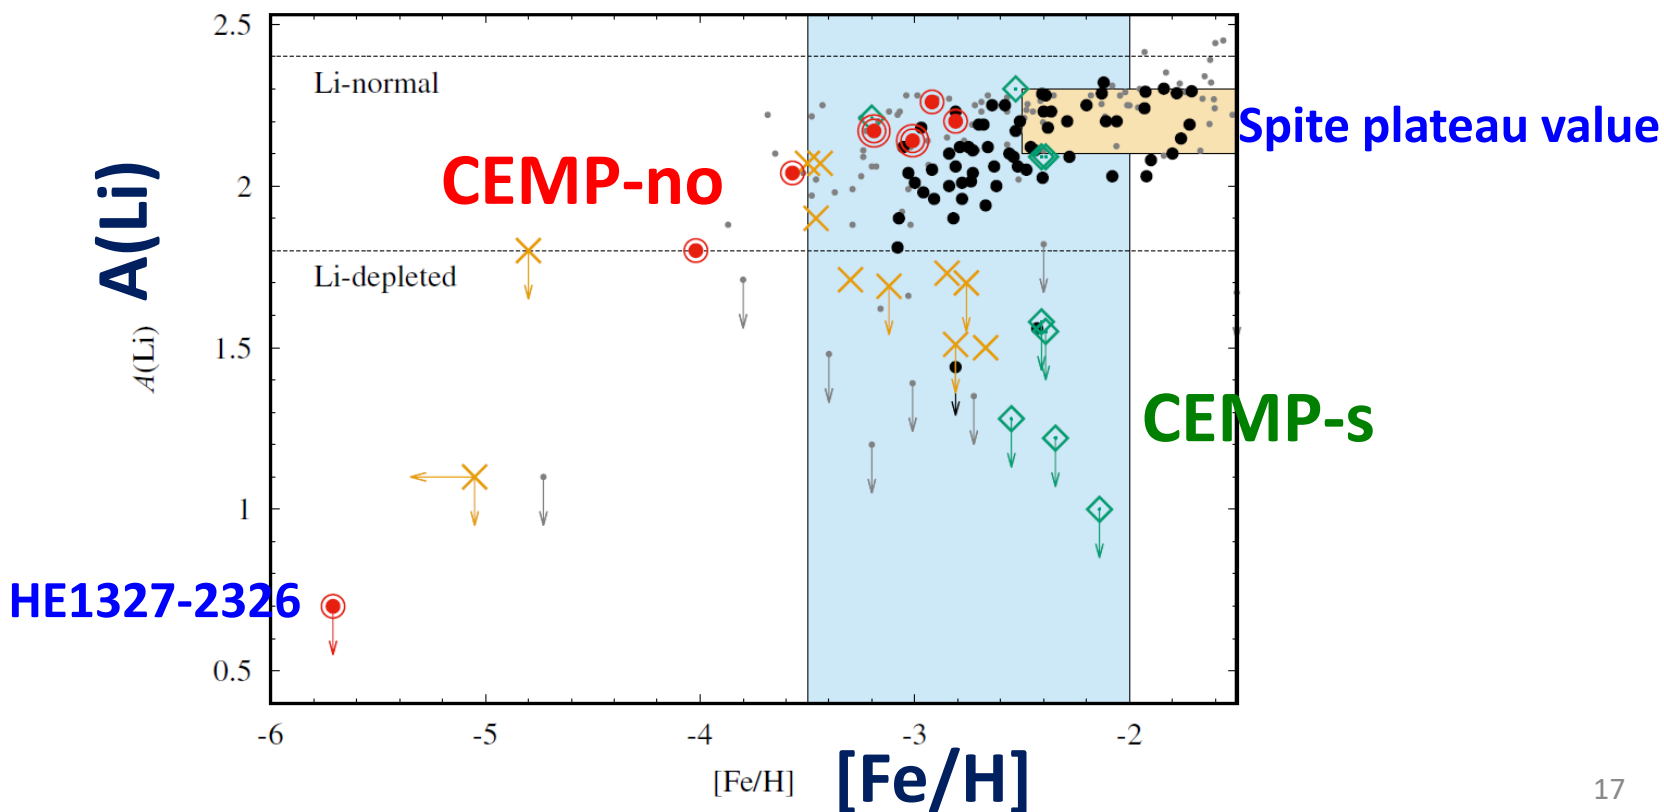 2.5
Li-normal
Spite plateau value
CEMP-no
2
A(Li)
Li-depleted
A(Li)
1.5
CEMP-s
1
HE1327-2326
0.5
-6 -5 -4 -3 -2
[Fe/H] [Fe/H]
17